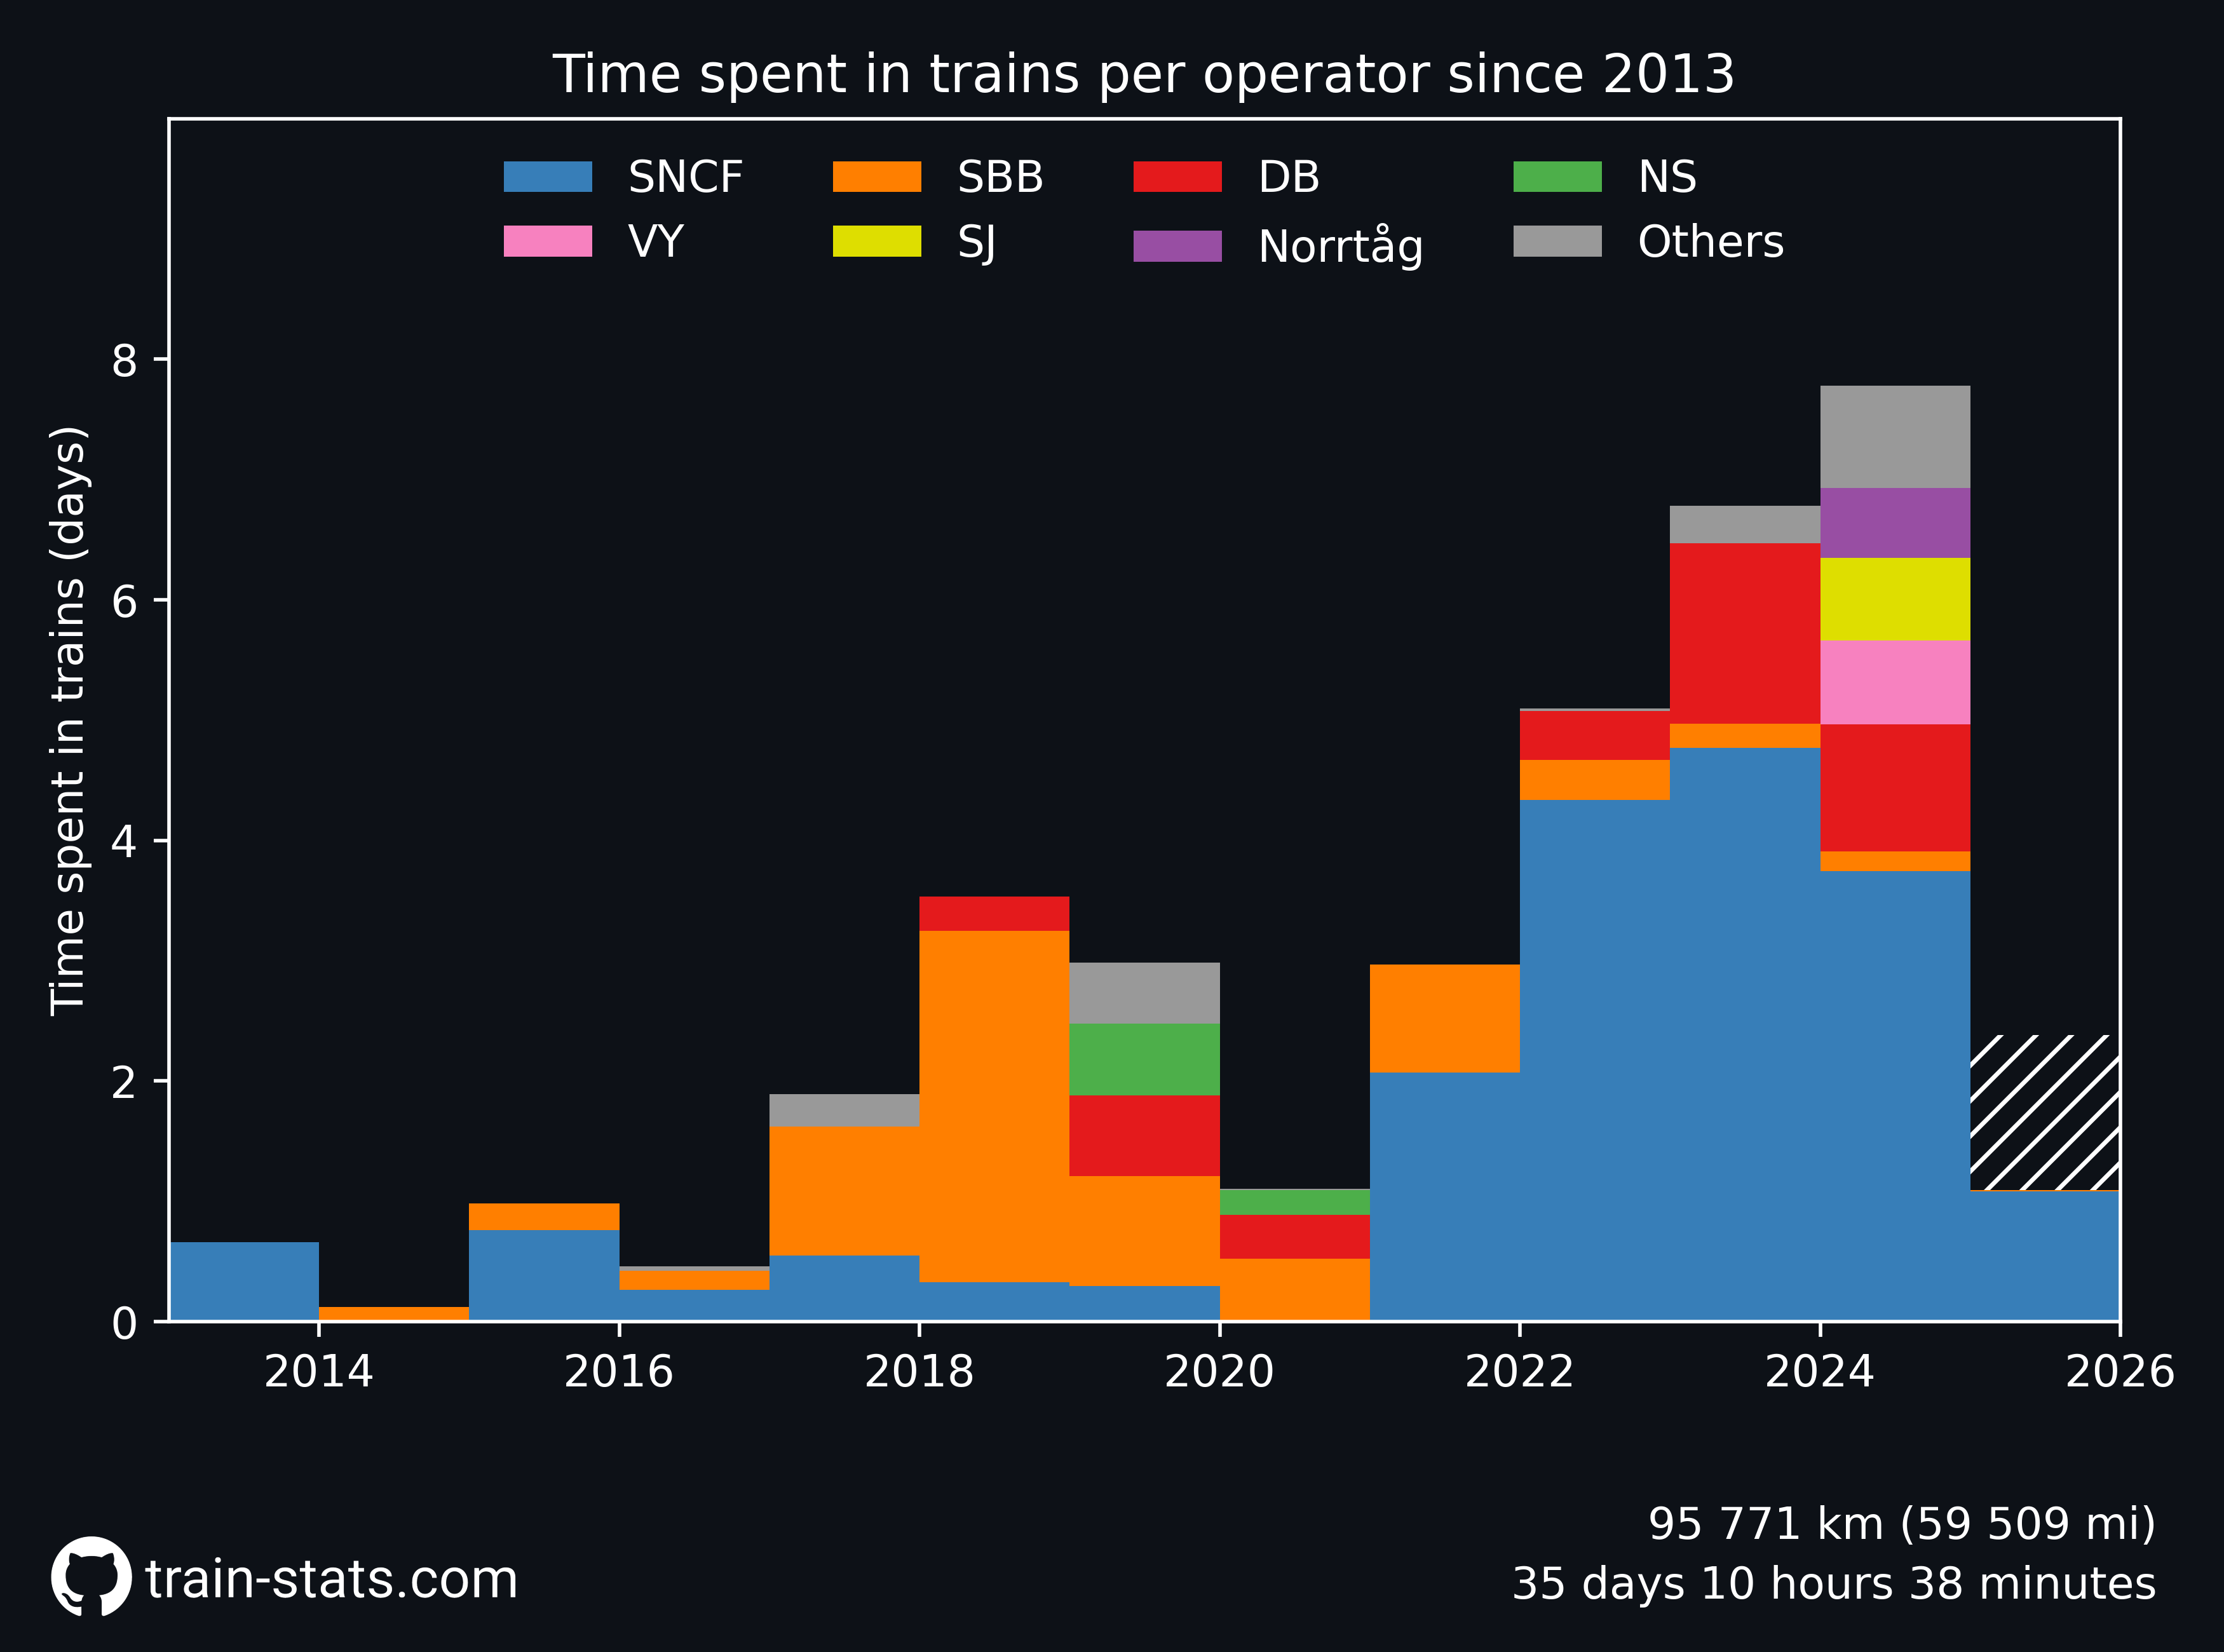 Time spent in trains per operator since 2013
SNCF SBB DB NS
VY SJ Norrtåg Others
Time spent in trains (days)
8
6
4
2
0
2014 2016 2018 2020 2022 2024 2026
95 771 km (59 509 mi)
35 days 10 hours 38 minutes
train-stats.com